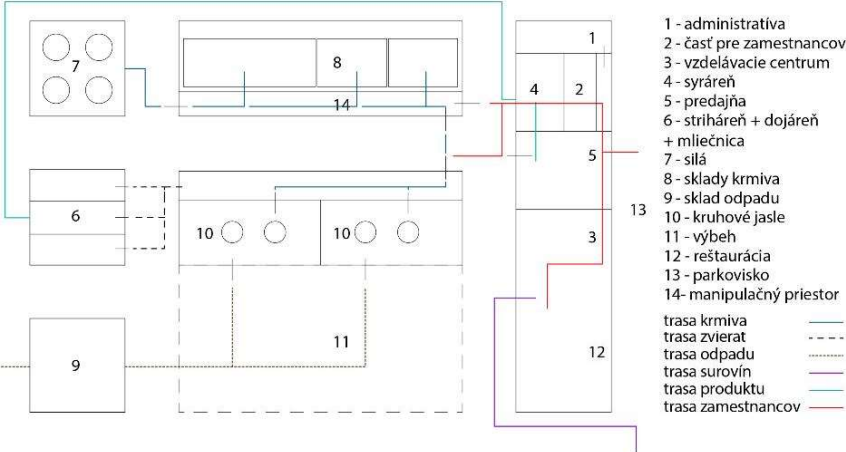 1 - administratíva
2 - časť pre zamestnancov
3 - vzdelávacie centrum
4 - syráreň
5 - predajňa
6 - striháreň + dojáreň
+ mliečnica
7 - silá
8 - sklady krmiva
9 - sklad odpadu
10 - kruhové jasle
11 - výbeh
12 - reštaurácia
13 - parkovisko
14- manipulačný priestor
trasa krmiva
trasa zvierat
trasa odpadu
trasa surovín
trasa produktu
trasa zamestnancov
7
8
14
1
4
2
5
6
10
10
13
3
11
9
12